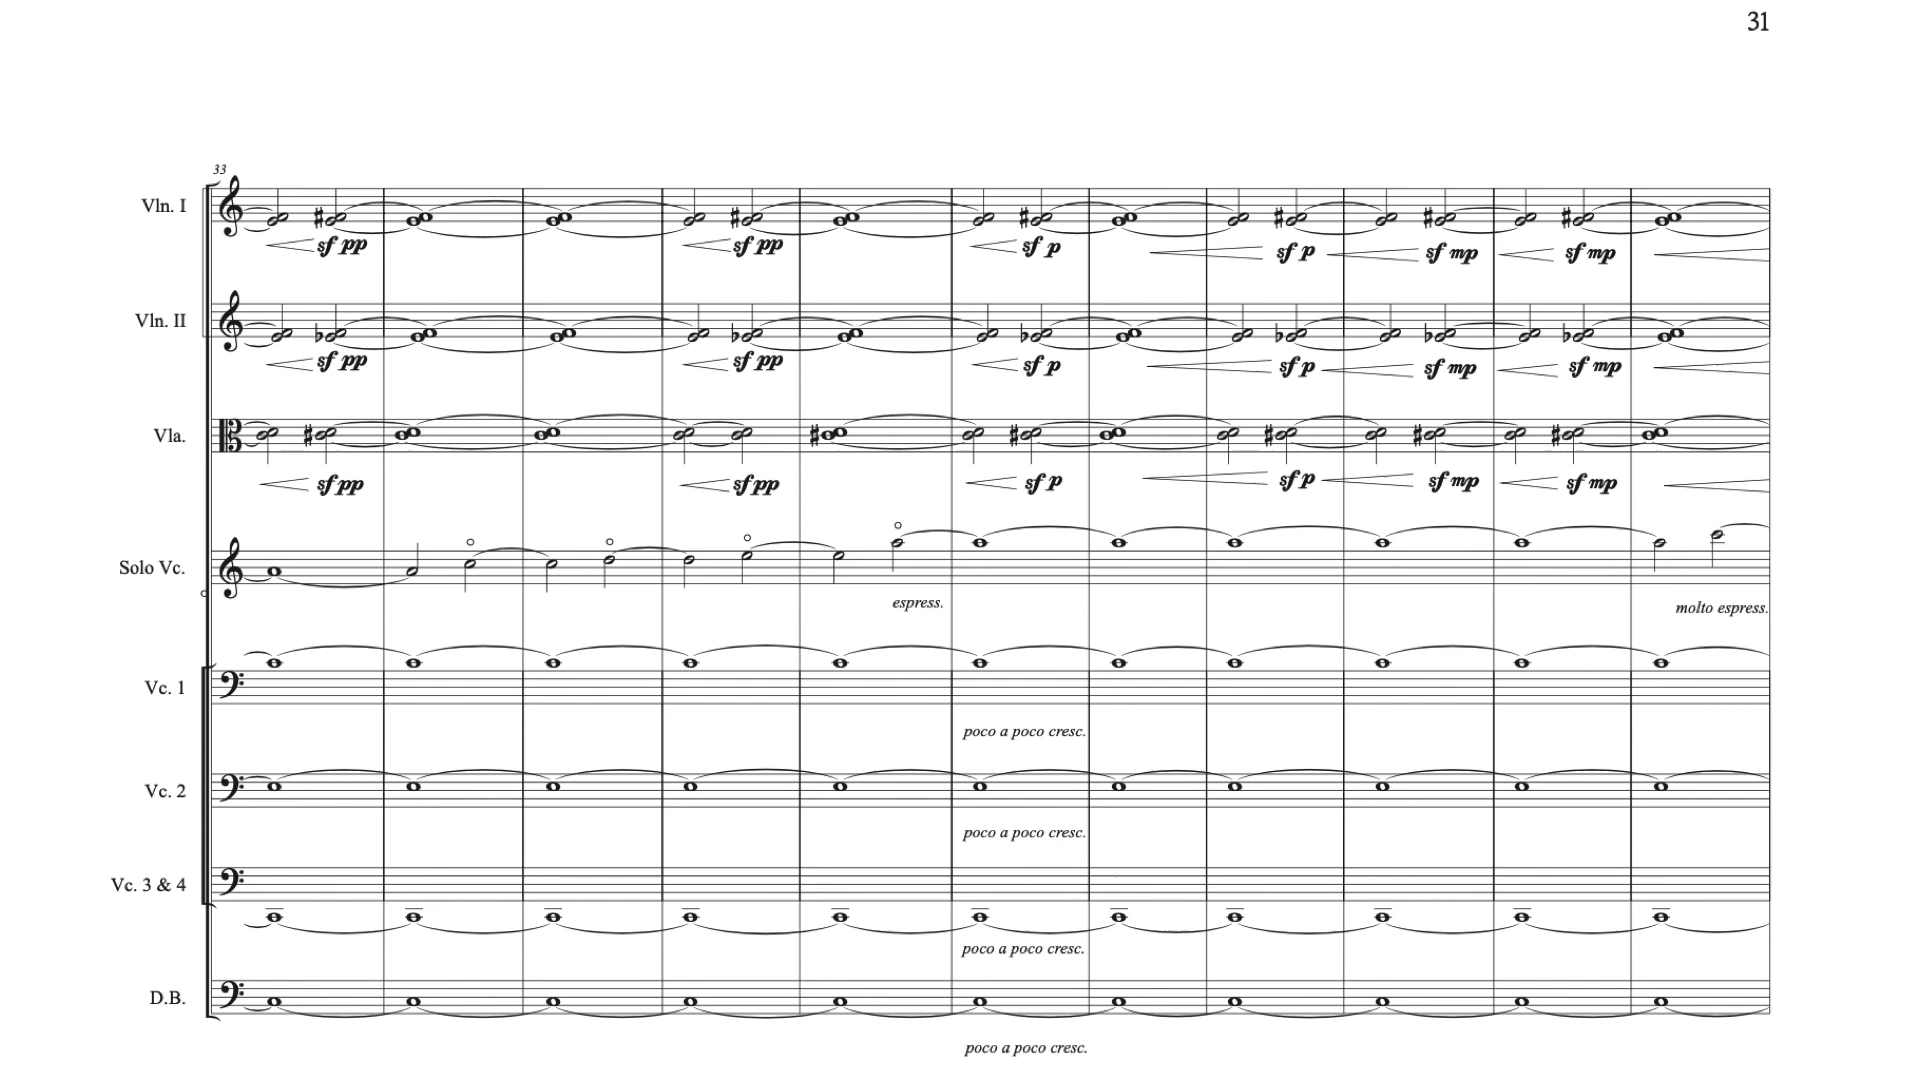 31
33
Vln. I
sf pp sf pp sf p sf p sf mp sf mp
Vln. II
sf pp sf pp sf p sf p sf mp sf mp
Vla.
sf pp sf pp sf p sf p sf mp sf mp
Solo Vc.
espress. molto espress.
Vc. 1
poco a poco cresc.
Vc. 2
poco a poco cresc.
Vc. 3 & 4
poco a poco cresc.
D.B.
poco a poco cresc.